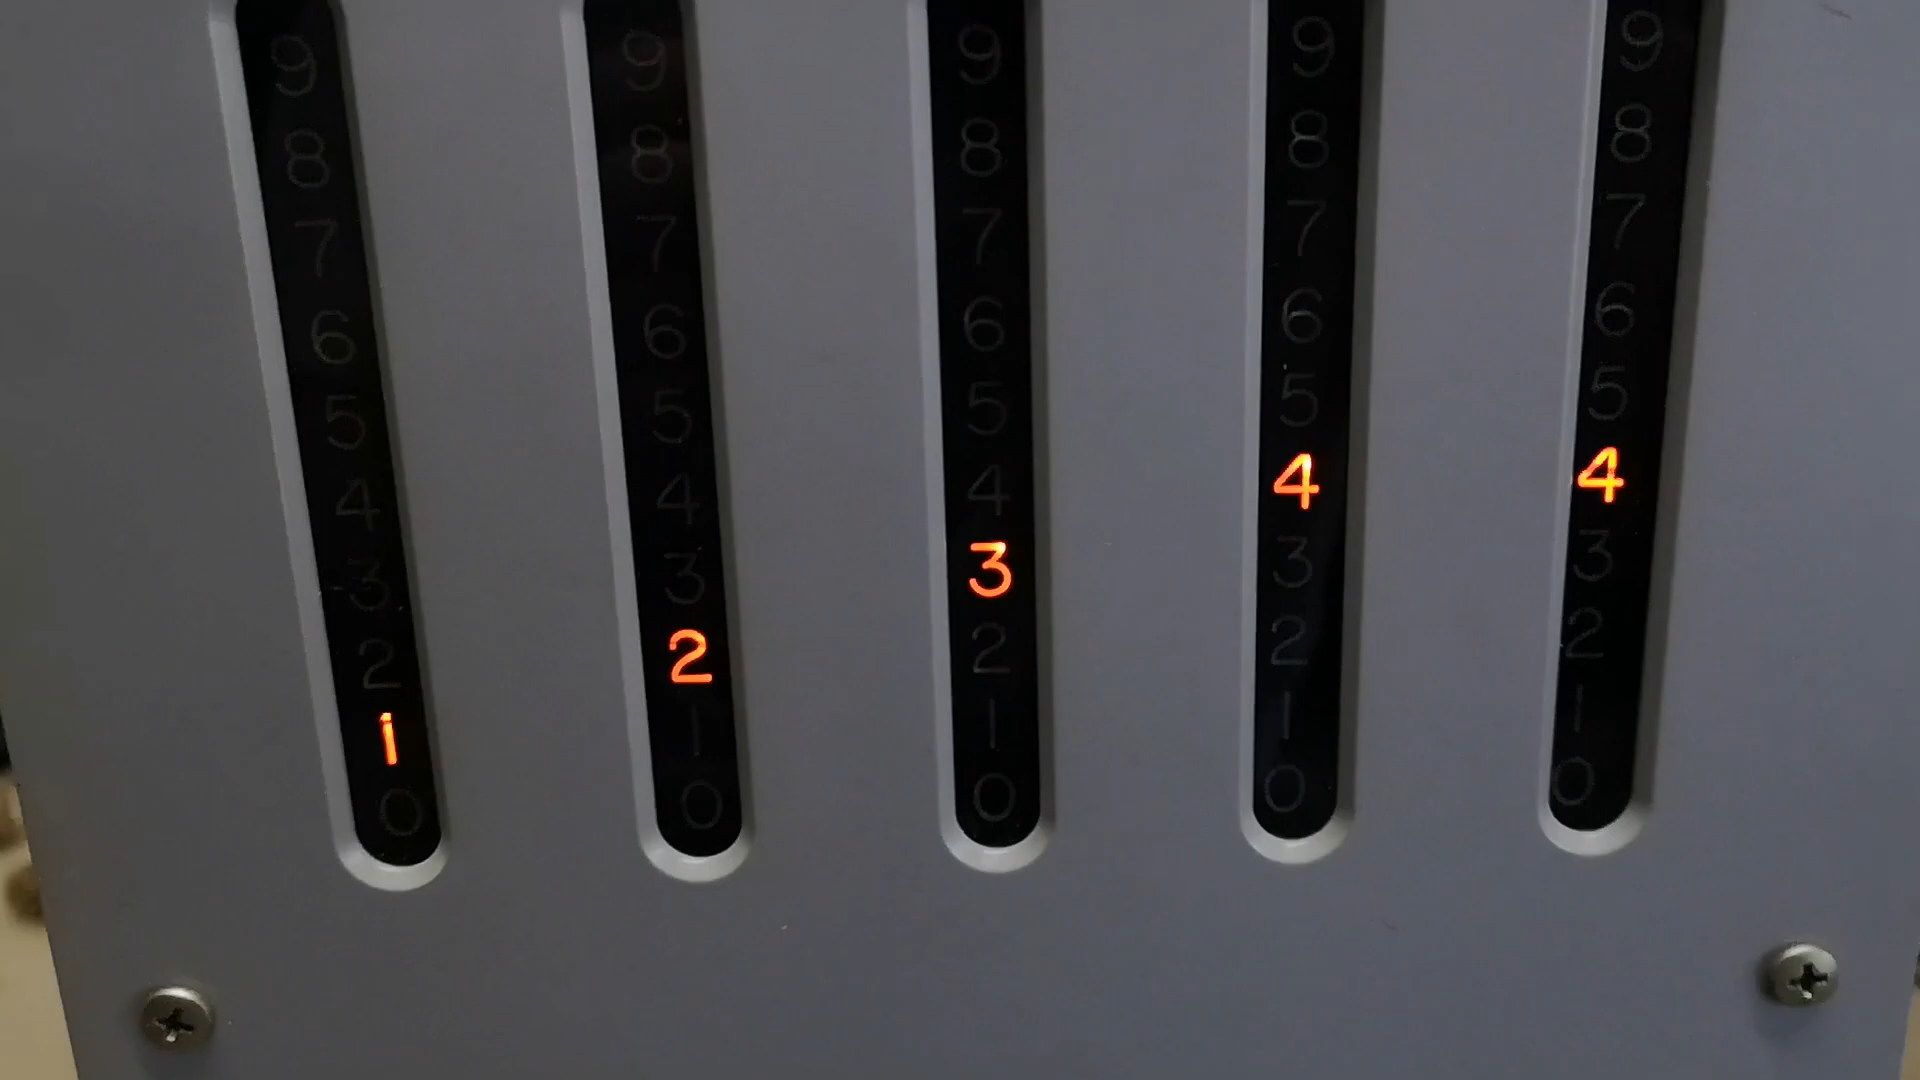 9 9 9 9 9
8 8 8 8 8
7 7 7 7 7
6 6 6 6 6
5 5 5 5 5
4 4 4 4 4
3 3 3 3 3
2 2 2 2 2
1 1 1 1 1
0 0 0 0 0